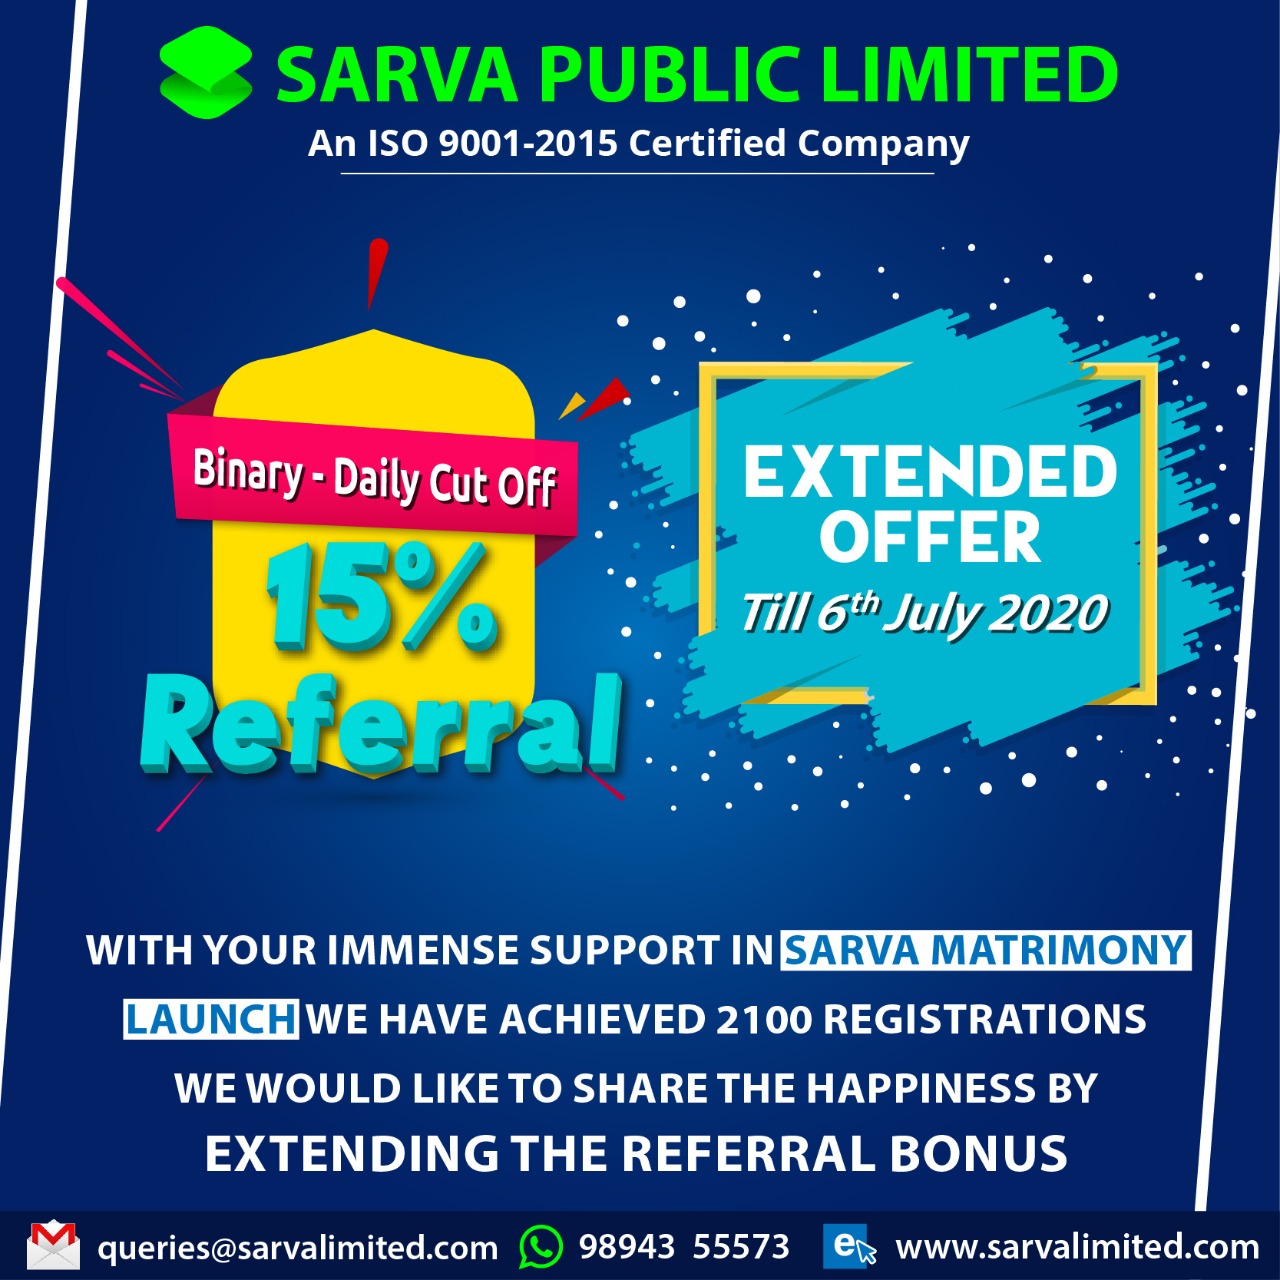 SARVA PUBLIC LIMITED
An ISO 9001-2015 Certified Company
Binary - Daily Cut Off
15%
Referral
EXTENDED
OFFER
Till 6th July 2020
WITH YOUR IMMENSE SUPPORT IN SARVA MATRIMONY
LAUNCH WE HAVE ACHIEVED 2100 REGISTRATIONS
WE WOULD LIKE TO SHARE THE HAPPINESS BY
EXTENDING THE REFERRAL BONUS
queries@sarvalimited.com 98943 55573 www.sarvalimited.com